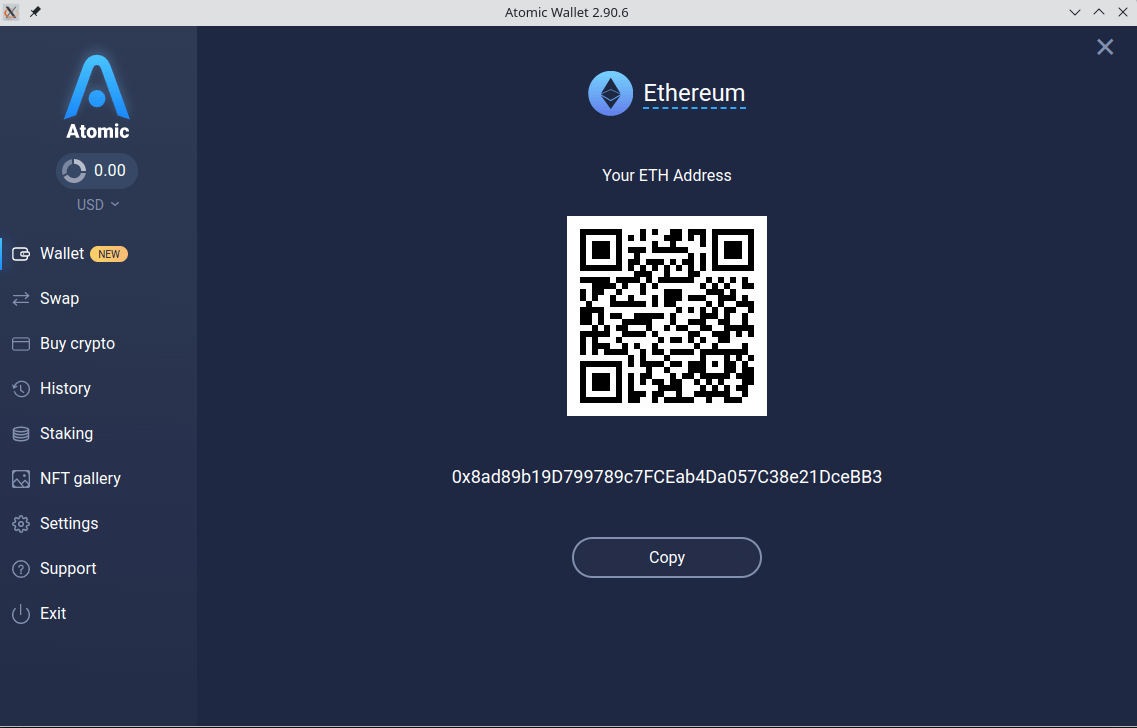 Atomic Wallet 2.90.6
Atomic
0.00
USD
Wallet NEW
Swap
Buy crypto
History
Staking
NFT gallery
Settings
Support
Exit
Ethereum
Your ETH Address
0x8ad89b19D799789c7FCEab4Da057C38e21DceBB3
Copy